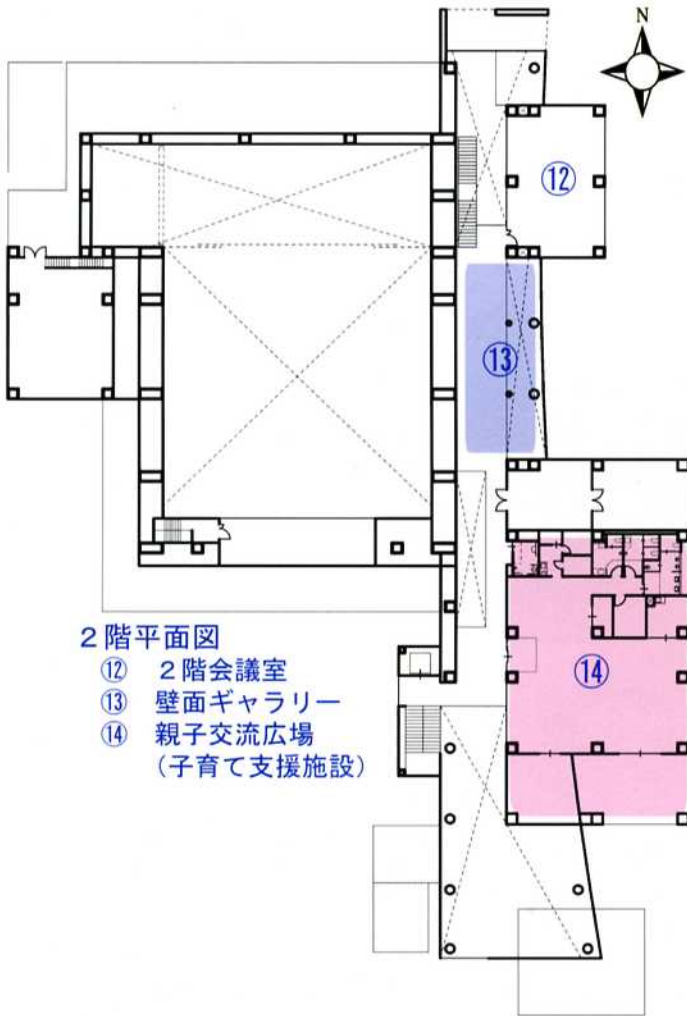 N
⑫
⑬
⑭
２階平面図
⑫ ２階会議室
⑬ 壁面ギャラリー
⑭ 親子交流広場
（子育て支援施設）